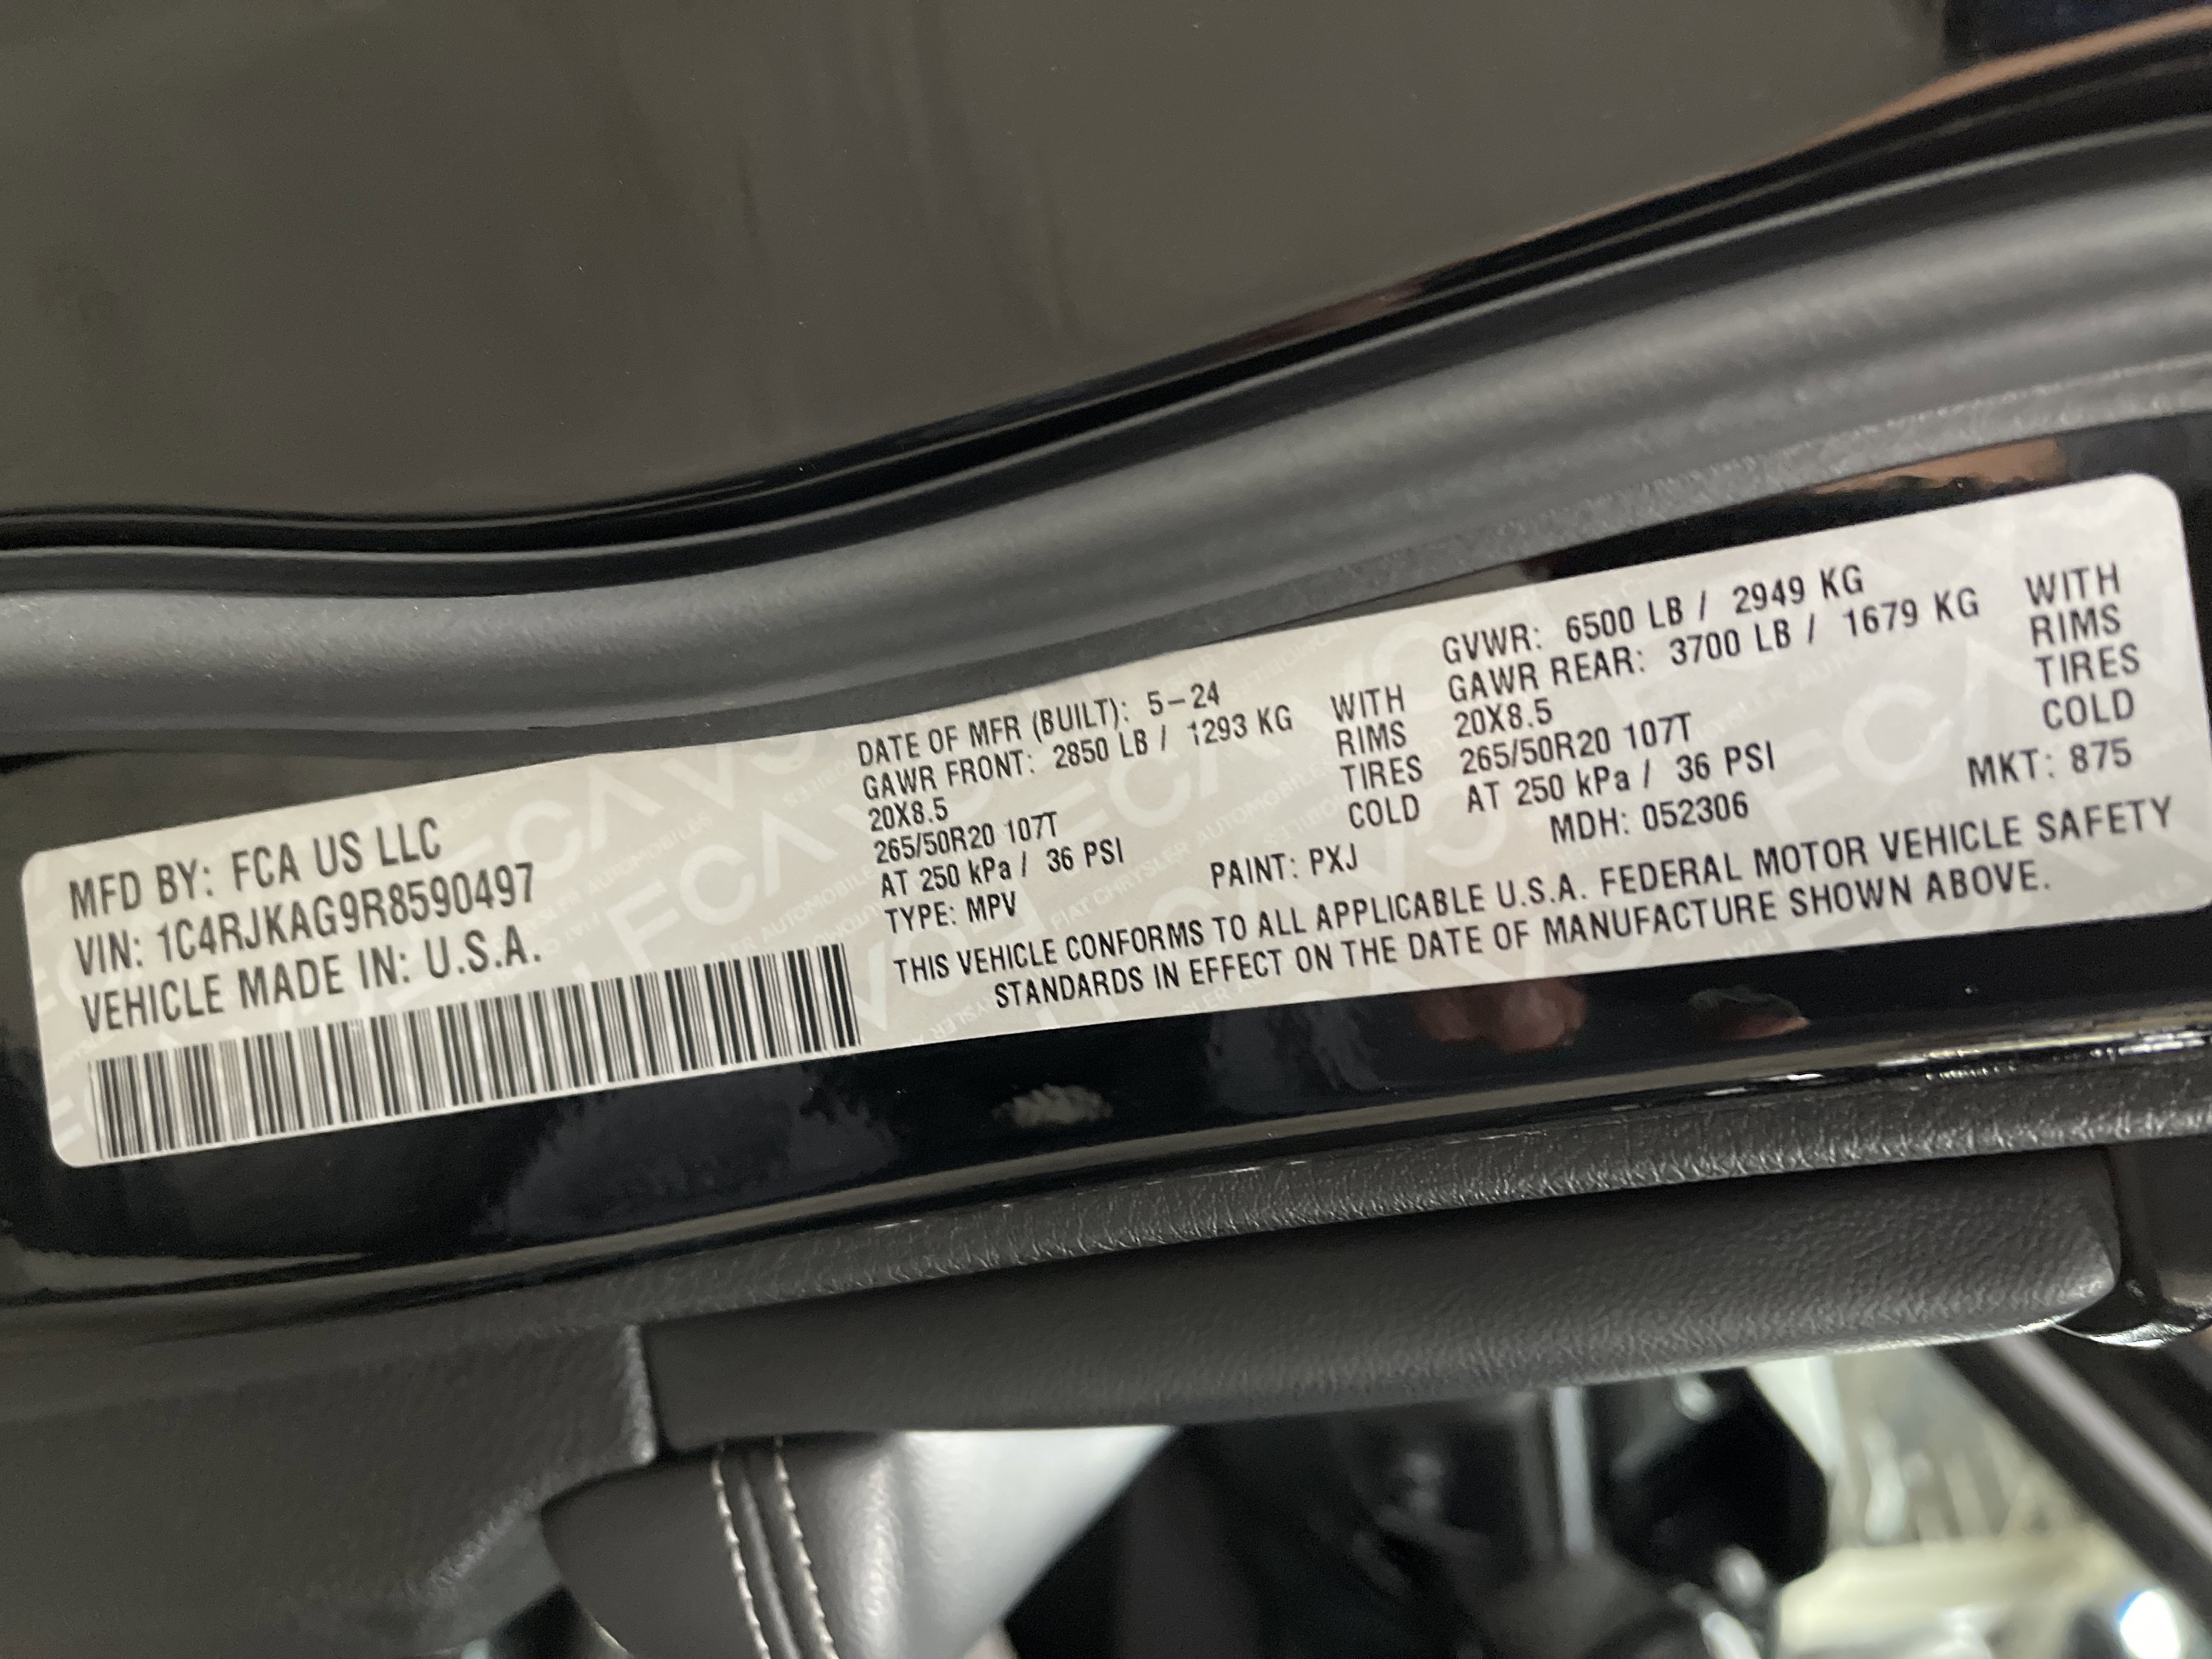 MFD BY: FCA US LLC
VIN: 1C4RJKAG9R8590497
VEHICLE MADE IN: U.S.A.
DATE OF MFR (BUILT): 5-24
GAWR FRONT: 2850 LB / 1293 KG WITH
20X8.5 RIMS
265/50R20 107T TIRES
AT 250 kPa / 36 PSI COLD
TYPE: MPV PAINT: PXJ
GVWR: 6500 LB / 2949 KG
GAWR REAR: 3700 LB / 1679 KG WITH
20X8.5 RIMS
265/50R20 107T TIRES
AT 250 kPa / 36 PSI COLD
MDH: 052306 MKT: 875
THIS VEHICLE CONFORMS TO ALL APPLICABLE U.S.A. FEDERAL MOTOR VEHICLE SAFETY
STANDARDS IN EFFECT ON THE DATE OF MANUFACTURE SHOWN ABOVE.